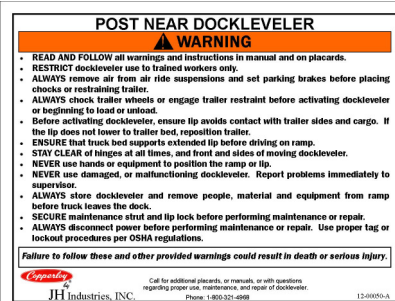 POST NEAR DOCKLEVELER
WARNING
• READ AND FOLLOW all warnings and instructions in manual and on placards.
• RESTRICT dockleveler use to trained workers only.
• ALWAYS remove air from air ride suspensions and set parking brakes before placing
chocks or restraining trailer.
• ALWAYS chock trailer wheels or engage trailer restraint before activating dockleveler
or beginning to load or unload.
• Before activating dockleveler, ensure lip avoids contact with trailer sides and cargo. If
the lip does not lower to trailer bed, reposition trailer.
• ENSURE that truck bed supports extended lip before driving on ramp.
• STAY CLEAR of hinges at all times, and front and sides of moving dockleveler.
• NEVER use hands or equipment to position the ramp or lip.
• NEVER use damaged, or malfunctioning dockleveler. Report problems immediately to
supervisor.
• ALWAYS store dockleveler and remove people, material and equipment from ramp
before truck leaves the dock.
• SECURE maintenance strut and lip lock before performing maintenance or repair.
• ALWAYS disconnect power before performing maintenance or repair. Use proper tag or
lockout procedures per OSHA regulations.
Failure to follow these and other provided warnings could result in death or serious injury.
Copperloy
by
JH Industries, INC.
Call for additional placards, or manuals, or with questions
regarding proper use, maintenance, and repair of dockleveler.
Phone: 1-800-321-4968
12-00050-A